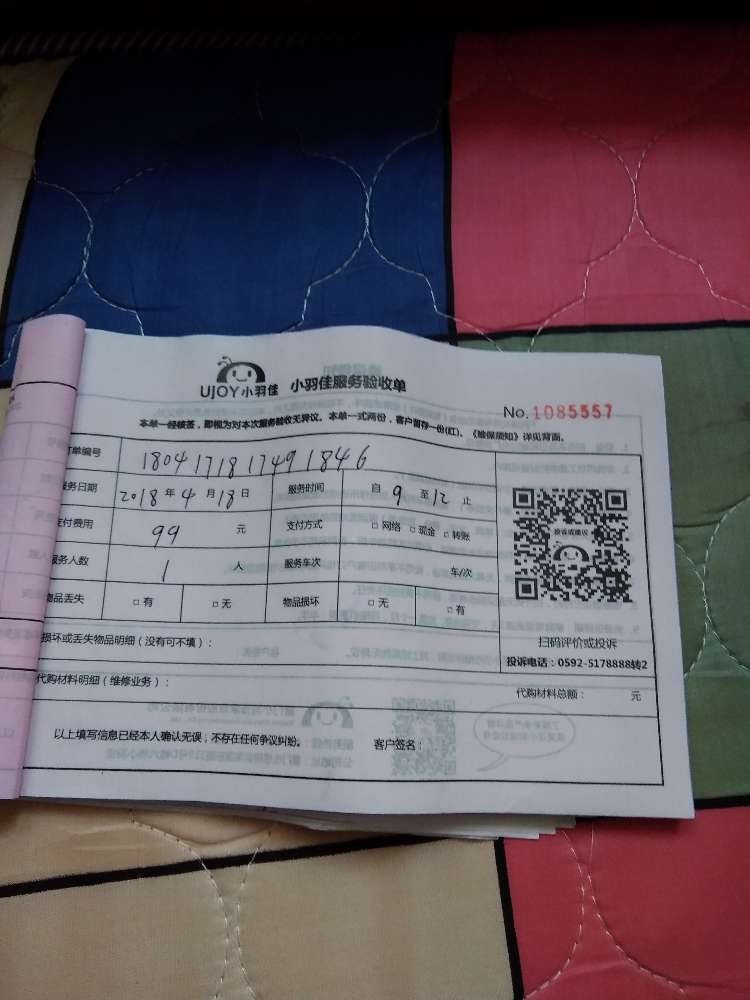 UJOY小羽佳 小羽佳服务验收单
No.1085557
本单一经核签，即视为对本次服务验收无异议。本单一式两份，客户留存一份(红)。《维保须知》详见背面。
订单编号 1804171817491846
服务日期 2018 年 4 月 18 日 服务时间 自 9 至 12 止
支付费用 99 元 支付方式 □ 网络 □ 现金 □ 转账
服务人数 1 人 服务车次 车/次
物品丢失 □ 有 □ 无 物品损坏 □ 无 □ 有
投诉或建议
扫码评价或投诉
投诉电话：0592-5178888转2
损坏或丢失物品明细（没有可不填）：
代购材料明细（维修业务）： 代购材料总额： 元
以上填写信息已经本人确认无误，不存在任何争议纠纷。 客户签名：